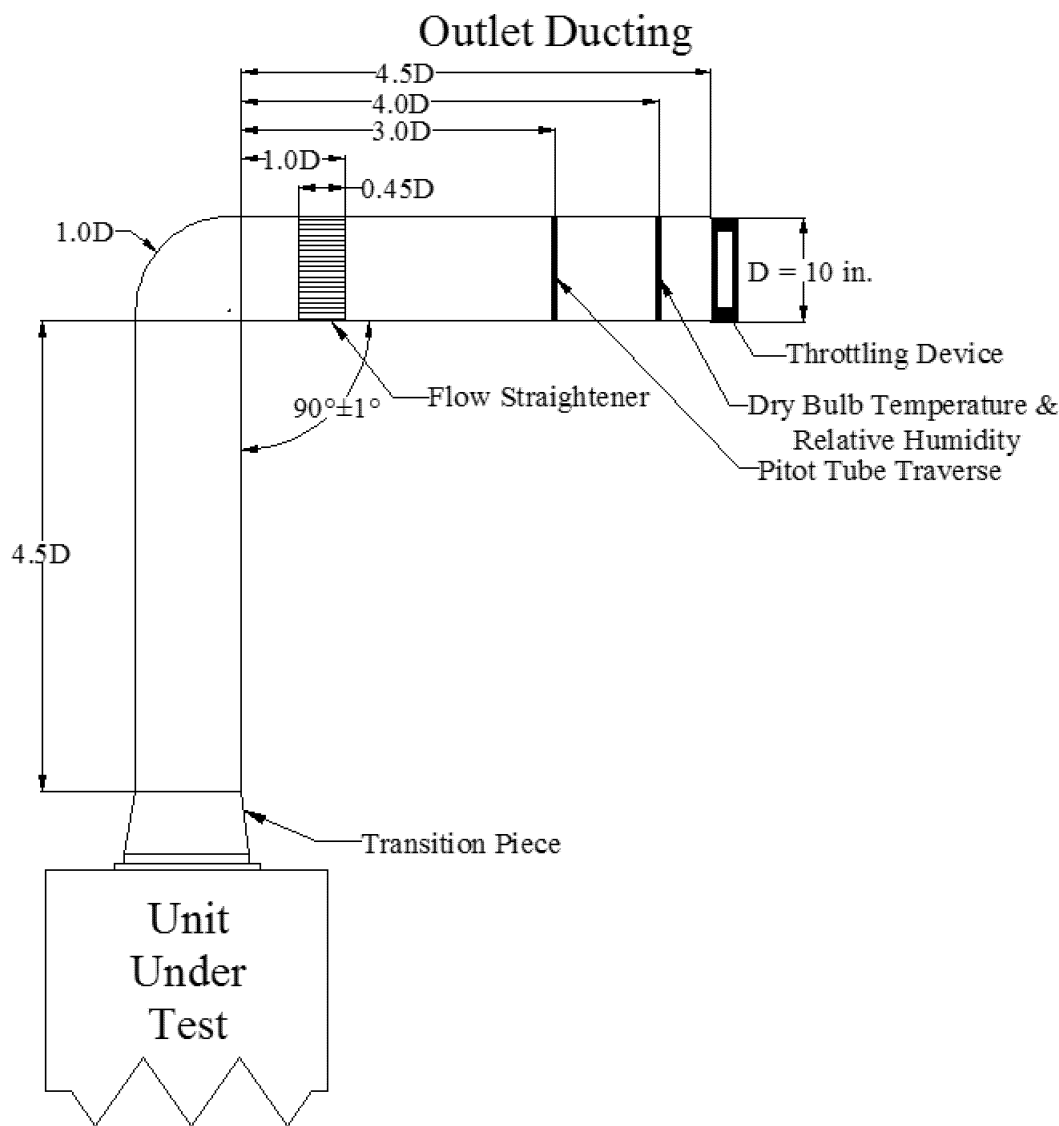 Outlet Ducting
4.5D
4.0D
3.0D
1.0D
0.45D
1.0D
D = 10 in.
Throttling Device
90°±1°
Flow Straightener
Dry Bulb Temperature &
Relative Humidity
Pitot Tube Traverse
4.5D
Transition Piece
Unit
Under
Test